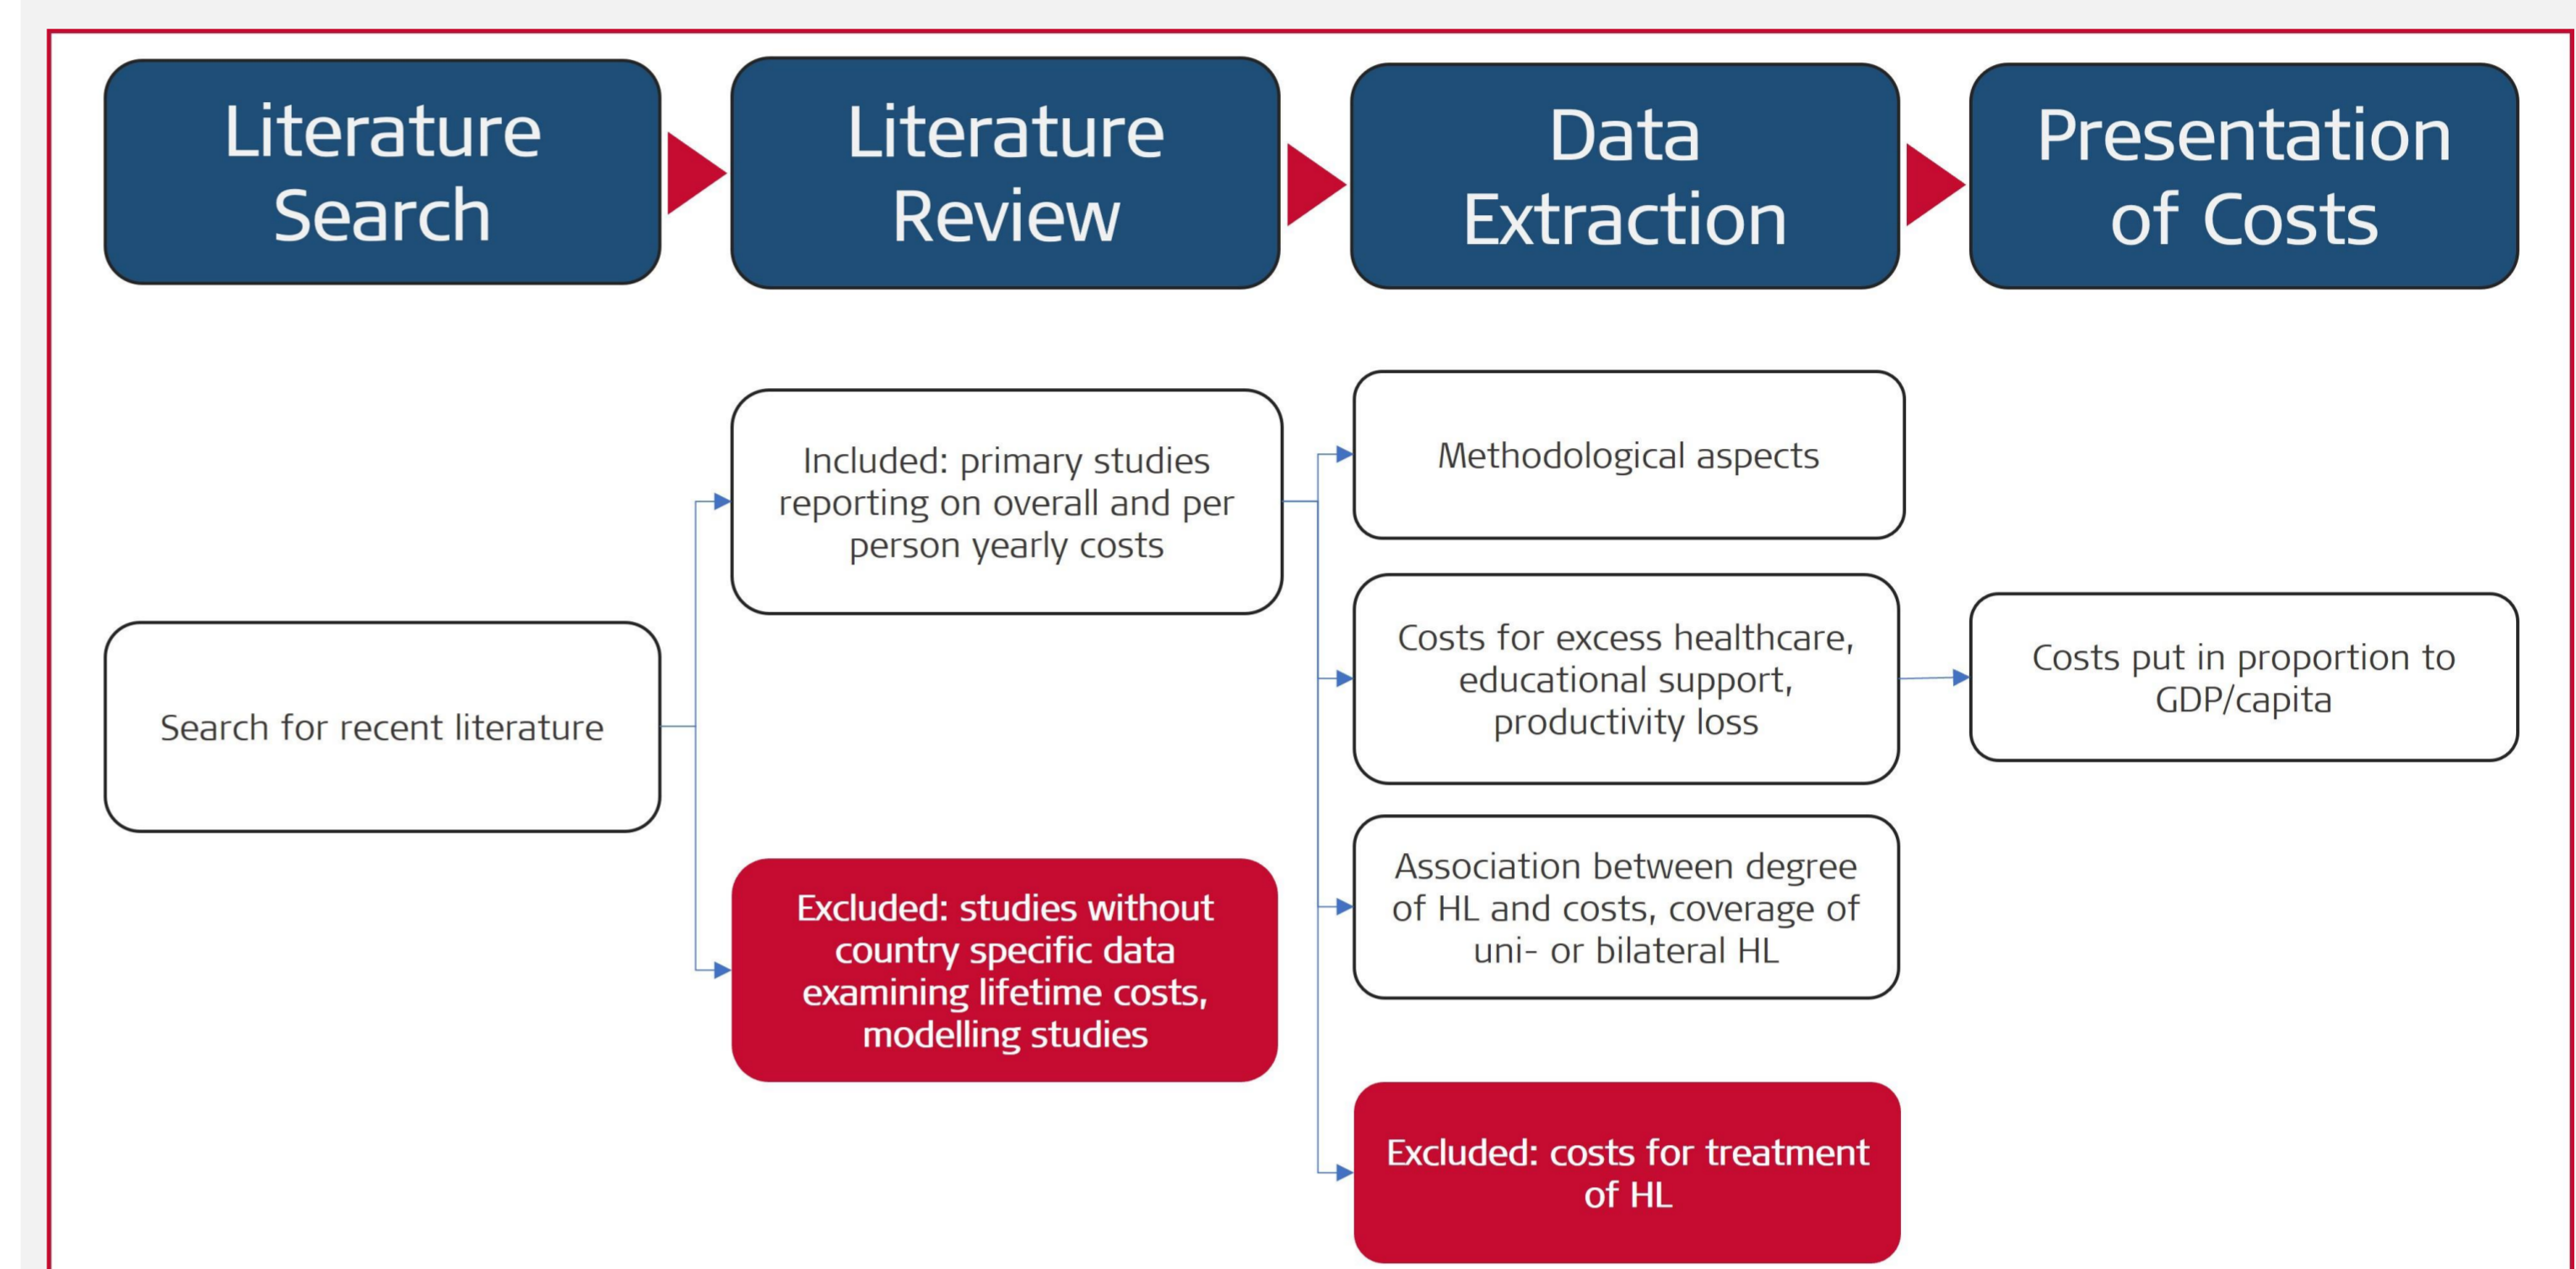 Literature
Search
Literature
Review
Data
Extraction
Presentation
of Costs
Search for recent literature
Included: primary studies
reporting on overall and per
person yearly costs
Excluded: studies without
country specific data
examining lifetime costs,
modelling studies
Methodological aspects
Costs for excess healthcare,
educational support,
productivity loss
Association between degree
of HL and costs, coverage of
uni- or bilateral HL
Excluded: costs for treatment
of HL
Costs put in proportion to
GDP/capita